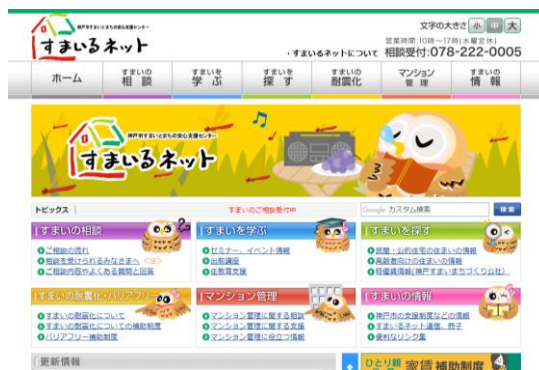 神戸市すまいとまちの安心支援センター
すまいるネット
文字の大きさ 小 中 大
営業時間:10時~17時(水曜定休)
・すまいるネットについて 相談受付:078-222-0005
ホーム
すまいの
相 談
すまいを
学 ぶ
すまいを
探 す
すまいの
耐震化
マンション
管 理
すまいの
情 報
神戸市すまいとまちの安心支援センター
すまいるネット
トピックス
すまいのご相談受付中
Google カスタム検索 検索
すまいの相談
ご相談の流れ
相談を受けられるみなさまへ
ご相談内容やよくある質問と回答
すまいを学ぶ
セミナー、イベント情報
出前講座
住教育支援
すまいを探す
民間・公的住宅の住まいの情報
高齢者向けの住まいの情報
特優賃情報(神戸すまいまちづくり公社)
すまいの耐震化・バリアフリー
すまいの耐震化について
すまいの耐震化についての補助制度
バリアフリー補助制度
マンション管理
マンション管理に関する相談
マンション管理に関する支援
マンション管理に役立つ情報
すまいの情報
神戸市の支援制度などの情報
すまいるネット通信、冊子
便利なリンク集
更新情報
ひとり親 家賃補助制度